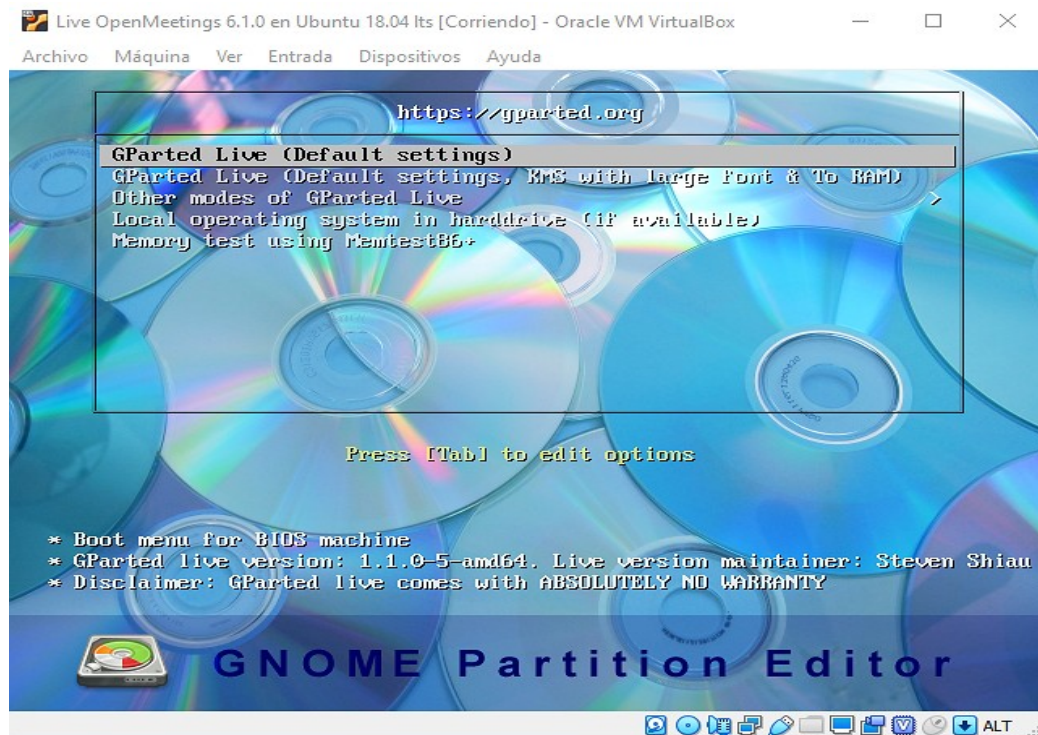 Live OpenMeetings 6.1.0 en Ubuntu 18.04 lts [Corriendo] - Oracle VM VirtualBox
Archivo Máquina Ver Entrada Dispositivos Ayuda
https://gparted.org
GParted Live (Default settings)
GParted Live (Default settings, KMS with large font & To RAM)
Other modes of GParted Live >
Local operating system in harddrive (if available)
Memory test using Memtest86+
Press [Tab] to edit options
* Boot menu for BIOS machine
* GParted live version: 1.1.0-5-amd64. Live version maintainer: Steven Shiau
* Disclaimer: GParted live comes with ABSOLUTELY NO WARRANTY
GNOME Partition Editor
ALT